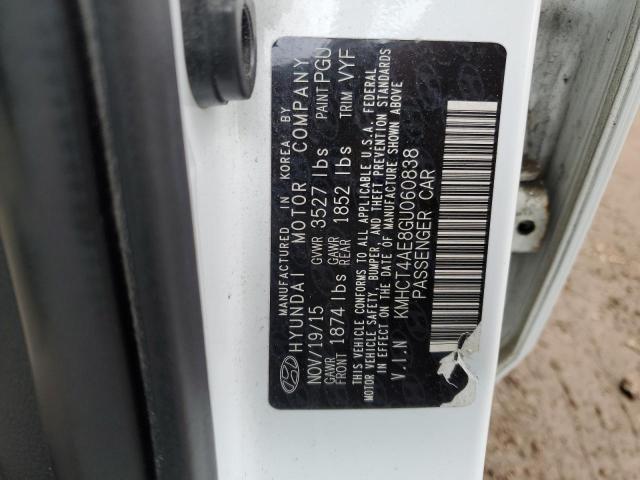 MANUFACTURED IN KOREA BY
HYUNDAI MOTOR COMPANY
NOV/19/15 GVWR 3527 lbs PAINT PGU
GAWR FRONT 1874 lbs GAWR REAR 1852 lbs TRIM VYF
THIS VEHICLE CONFORMS TO ALL APPLICABLE U.S.A. FEDERAL
MOTOR VEHICLE SAFETY, BUMPER, AND THEFT PREVENTION STANDARDS
IN EFFECT ON THE DATE OF MANUFACTURE SHOWN ABOVE
V.I.N KMHCT4AE8GU060838
PASSENGER CAR